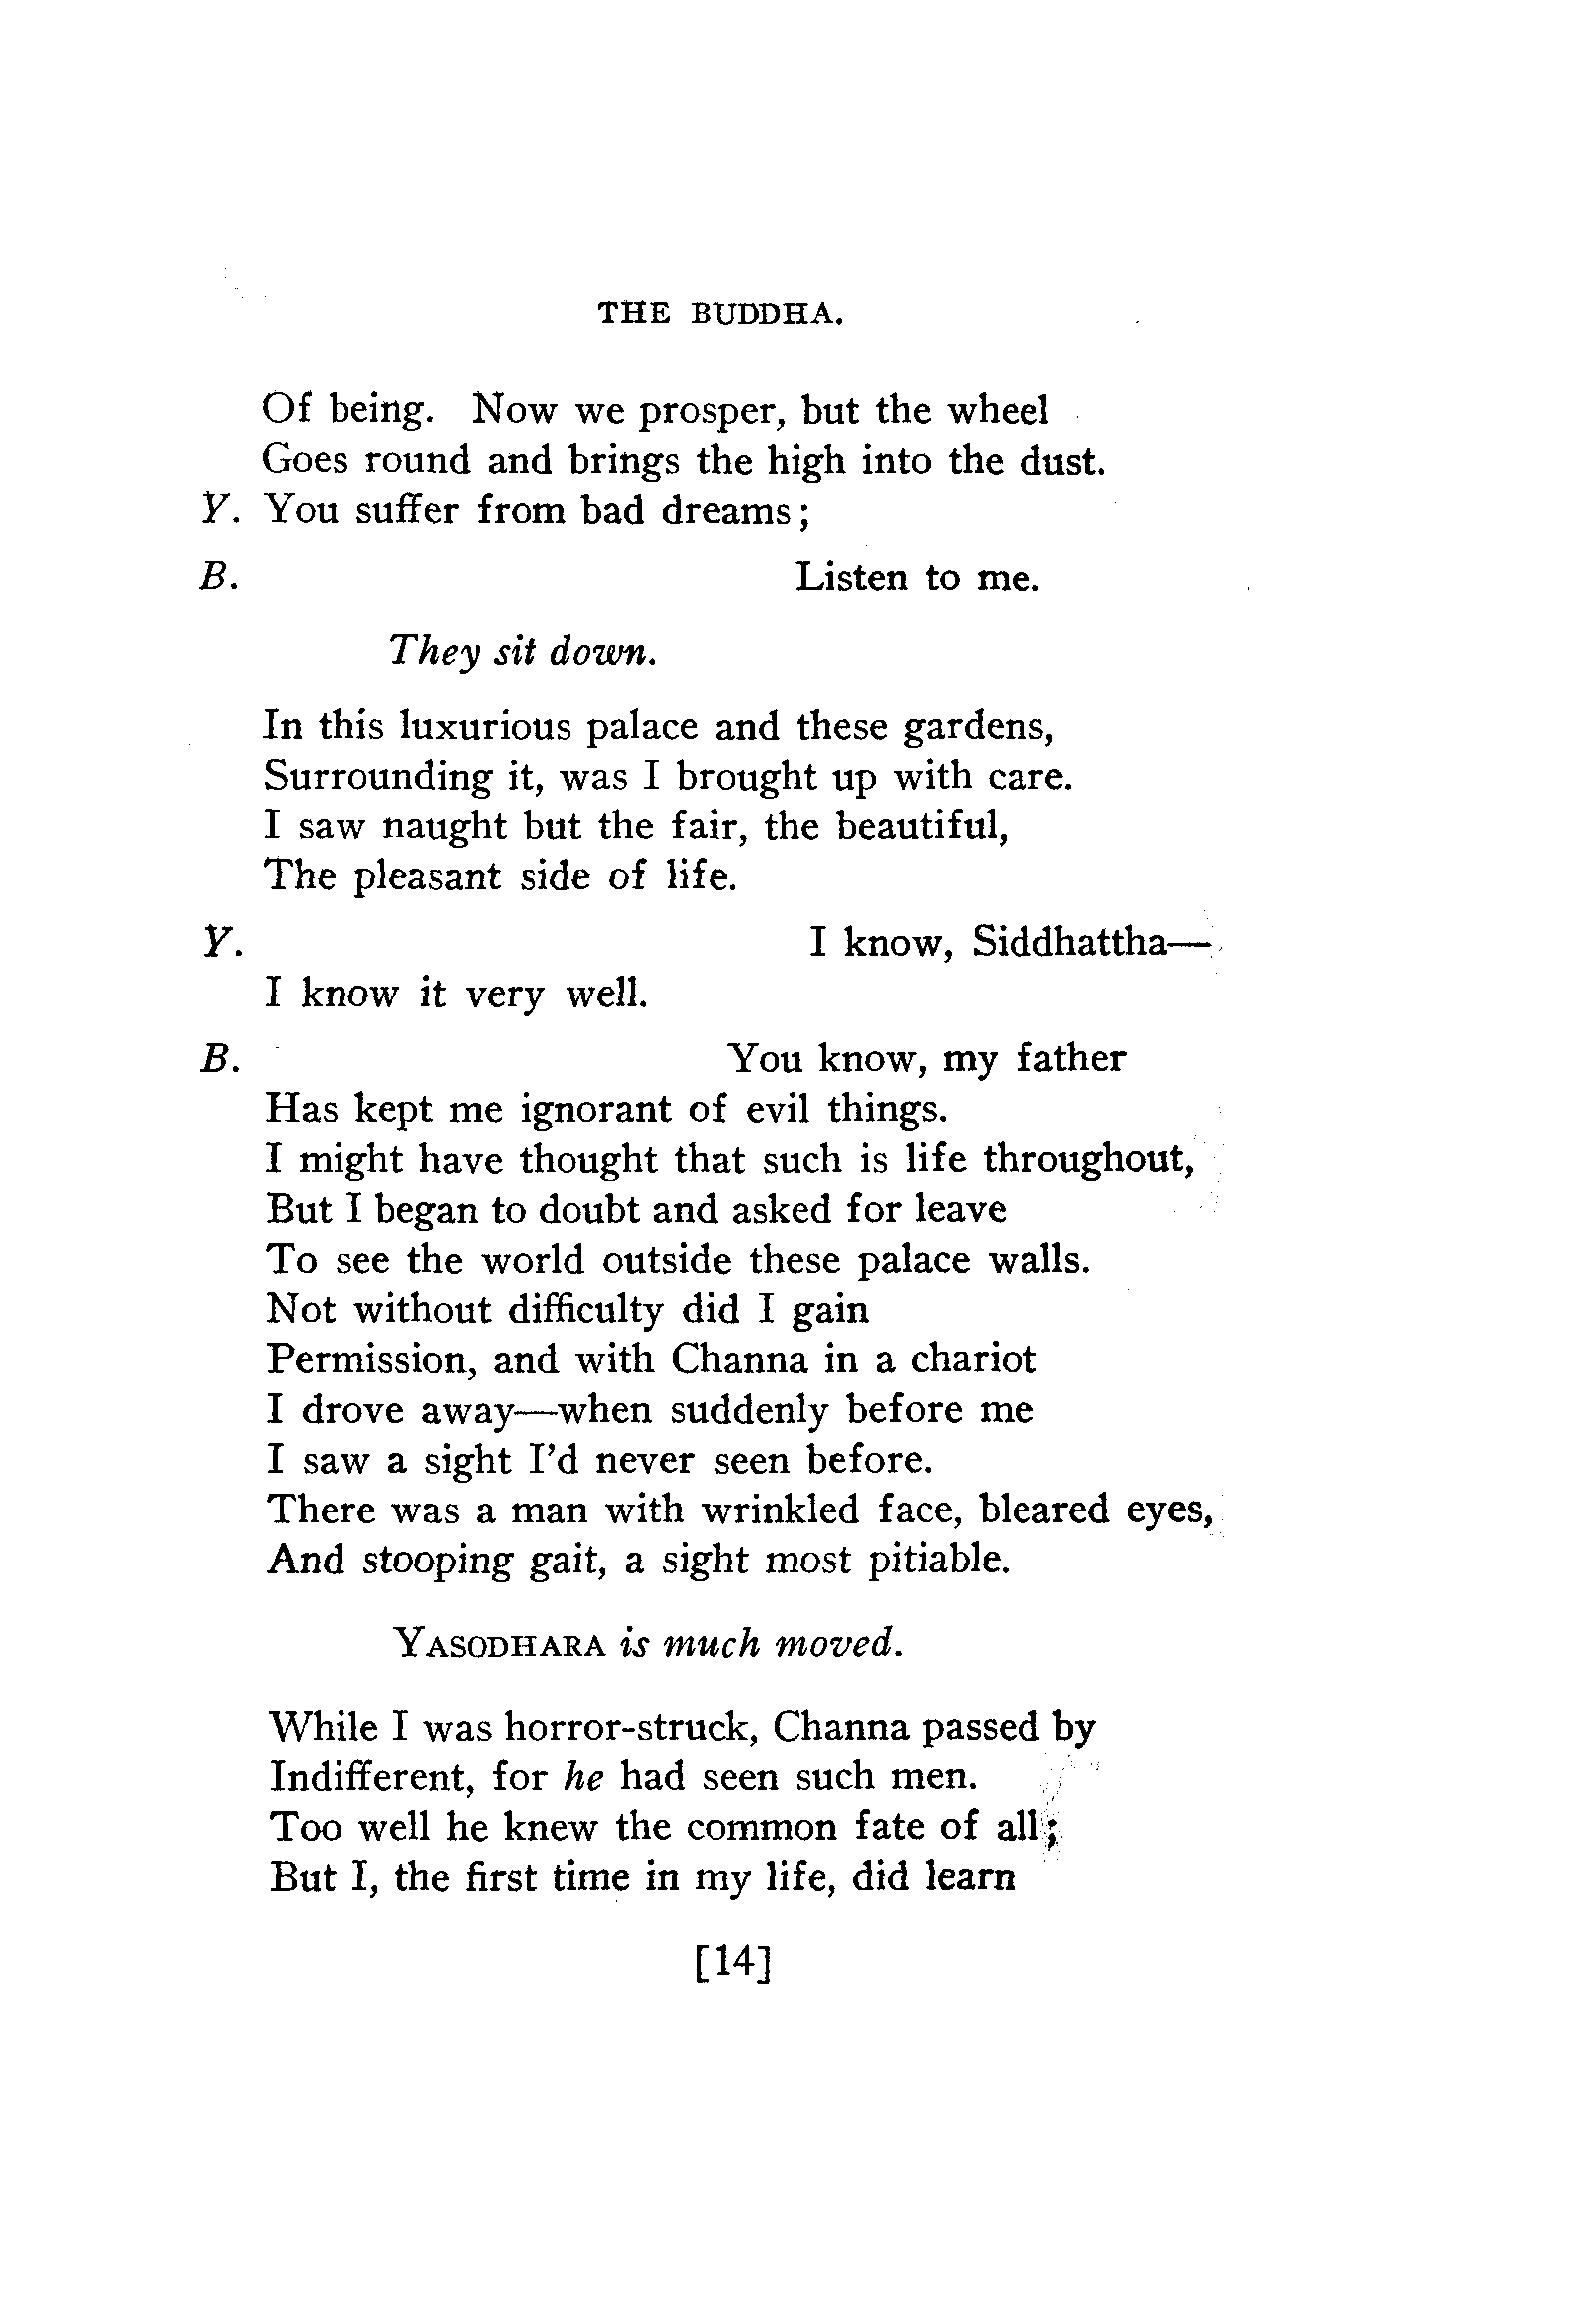 THE BUDDHA.
Of being. Now we prosper, but the wheel
Goes round and brings the high into the dust.
Y. You suffer from bad dreams;
B. Listen to me.
They sit down.
In this luxurious palace and these gardens,
Surrounding it, was I brought up with care.
I saw naught but the fair, the beautiful,
The pleasant side of life.
Y. I know, Siddhattha—
I know it very well.
B. You know, my father
Has kept me ignorant of evil things.
I might have thought that such is life throughout,
But I began to doubt and asked for leave
To see the world outside these palace walls.
Not without difficulty did I gain
Permission, and with Channa in a chariot
I drove away—when suddenly before me
I saw a sight I'd never seen before.
There was a man with wrinkled face, bleared eyes,
And stooping gait, a sight most pitiable.
YASODHARA is much moved.
While I was horror-struck, Channa passed by
Indifferent, for he had seen such men.
Too well he knew the common fate of all;
But I, the first time in my life, did learn
[14]